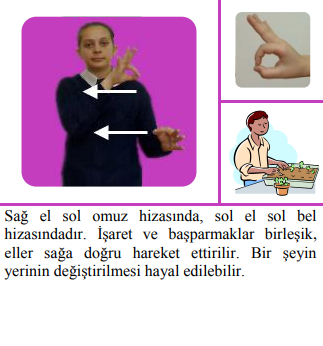 Sağ el sol omuz hizasında, sol el sol bel
hizasındadır. İşaret ve başparmaklar birleşik,
eller sağa doğru hareket ettirilir. Bir şeyin
yerinin değiştirilmesi hayal edilebilir.